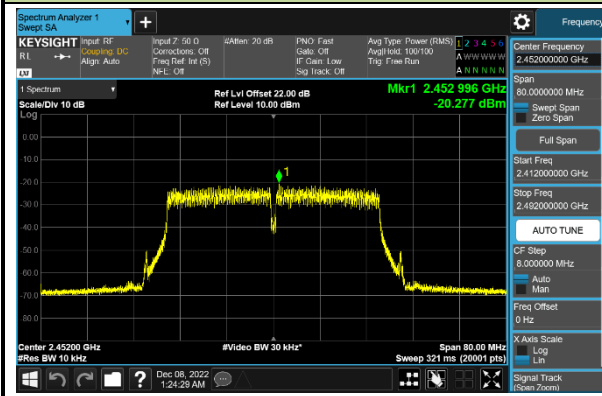 Spectrum Analyzer 1
Swept SA
Frequency
KEYSIGHT
RL
LXI
Input: RF
Coupling: DC
Align: Auto
Input Z: 50 Ω
Corrections: Off
Freq Ref: Int (S)
NFE: Off
#Atten: 20 dB
PNO: Fast
Gate: Off
IF Gain: Low
Sig Track: Off
Avg Type: Power (RMS)
Avg|Hold: 100/100
Trig: Free Run
1 2 3 4 5 6
A W W W W W
A N N N N N
1 Spectrum
Scale/Div 10 dB
Log
Ref Lvl Offset 22.00 dB
Ref Level 10.00 dBm
Mkr1 2.452 996 GHz
-20.277 dBm
0.00
-10.0
-20.0
-30.0
-40.0
-50.0
-60.0
-70.0
-80.0
1
Center 2.45200 GHz
#Res BW 10 kHz
#Video BW 30 kHz*
Span 80.00 MHz
Sweep 321 ms (20001 pts)
Dec 08, 2022
1:24:29 AM
Center Frequency
2.452000000 GHz
Span
80.0000000 MHz
Swept Span
Zero Span
Full Span
Start Freq
2.412000000 GHz
Stop Freq
2.492000000 GHz
AUTO TUNE
CF Step
8.000000 MHz
Auto
Man
Freq Offset
0 Hz
X Axis Scale
Log
Lin
Signal Track
(Span Zoom)